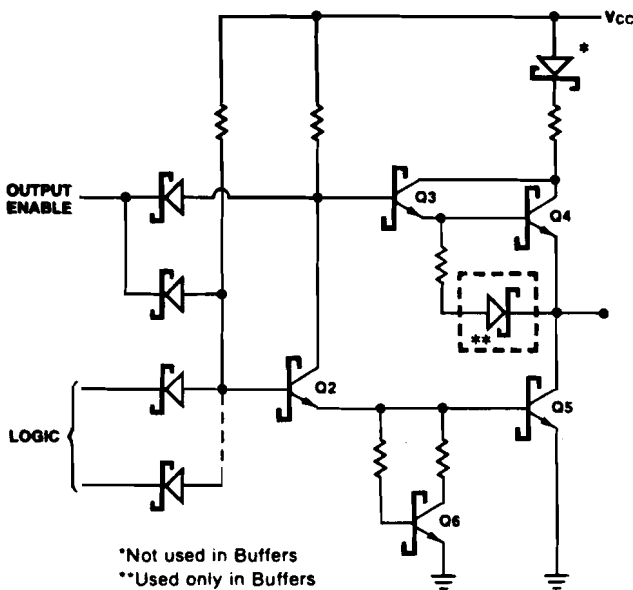 VCC
*
OUTPUT
ENABLE
Q3
Q4
**
Q2
Q5
LOGIC
Q6
*Not used in Buffers
**Used only in Buffers